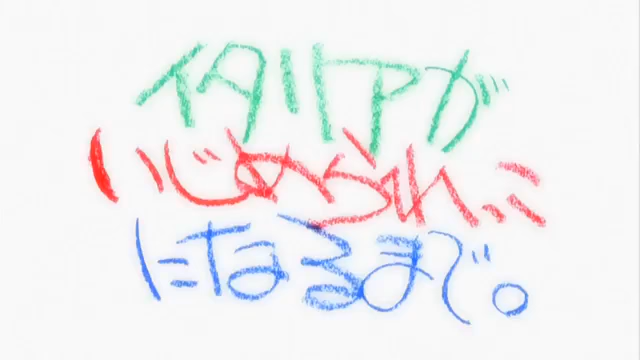 イタリアが
いじめられっこ
になるまで。